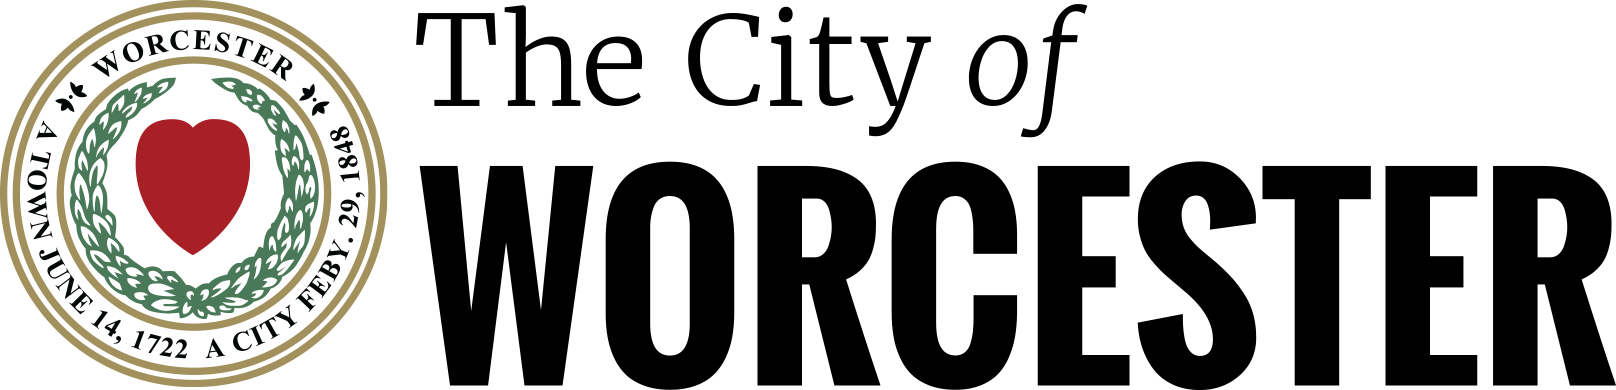 WORCESTER
A TOWN JUNE 14, 1722 A CITY FEBY. 29, 1848
The City of
WORCESTER